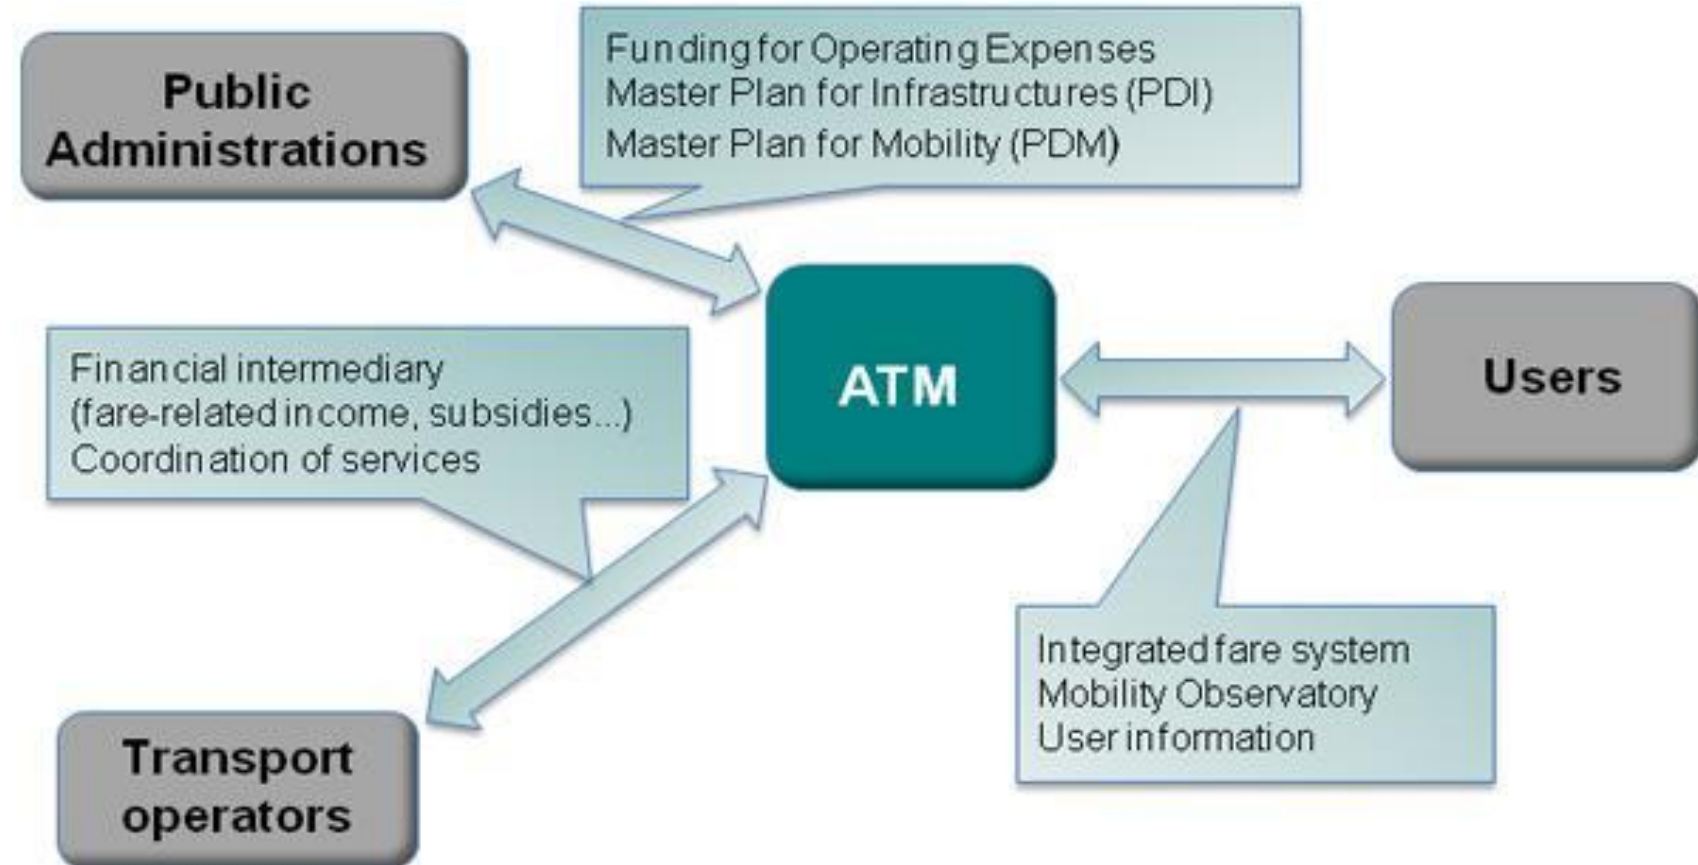 Public
Administrations
Funding for Operating Expenses
Master Plan for Infrastructures (PDI)
Master Plan for Mobility (PDM)
Financial intermediary
(fare-related income, subsidies...)
Coordination of services
ATM
Users
Integrated fare system
Mobility Observatory
User information
Transport
operators